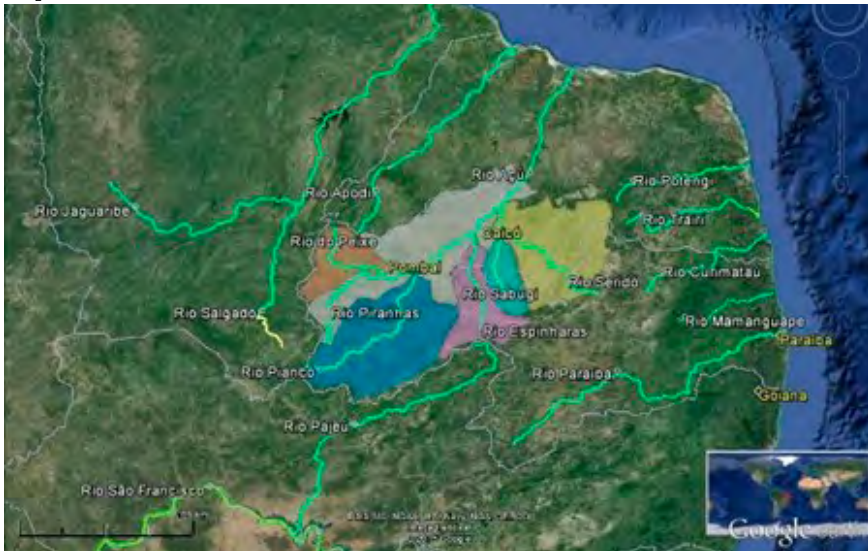 Rio Açu
Rio Potengi
Rio Apodi
Rio Jaguaribe
Rio Trairi
Caicó
Rio do Peixe
Pombal
Rio Curimatau
Rio Seridó
Rio Sabugi
Rio Salgado
Rio Piranhas
Rio Mamanguape
Rio Espinharas
Paraíba
Rio Piancó
Rio Paraíba
Goiana
Rio Pajeú
Rio São Francisco
Google